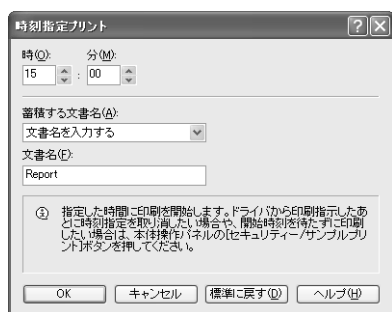 時刻指定プリント
時(O): 分(M):
15 : 00
蓄積する文書名(A):
文書名を入力する
文書名(F):
Report
指定した時間に印刷を開始します。ドライバから印刷指示したあ
とに時刻指定を取り消したい場合や、開始時刻を待たずに印刷
したい場合は、本体操作パネルの[セキュリティー/サンプルプリ
ント]ボタンを押してください。
OK キャンセル 標準に戻す(D) ヘルプ(H)